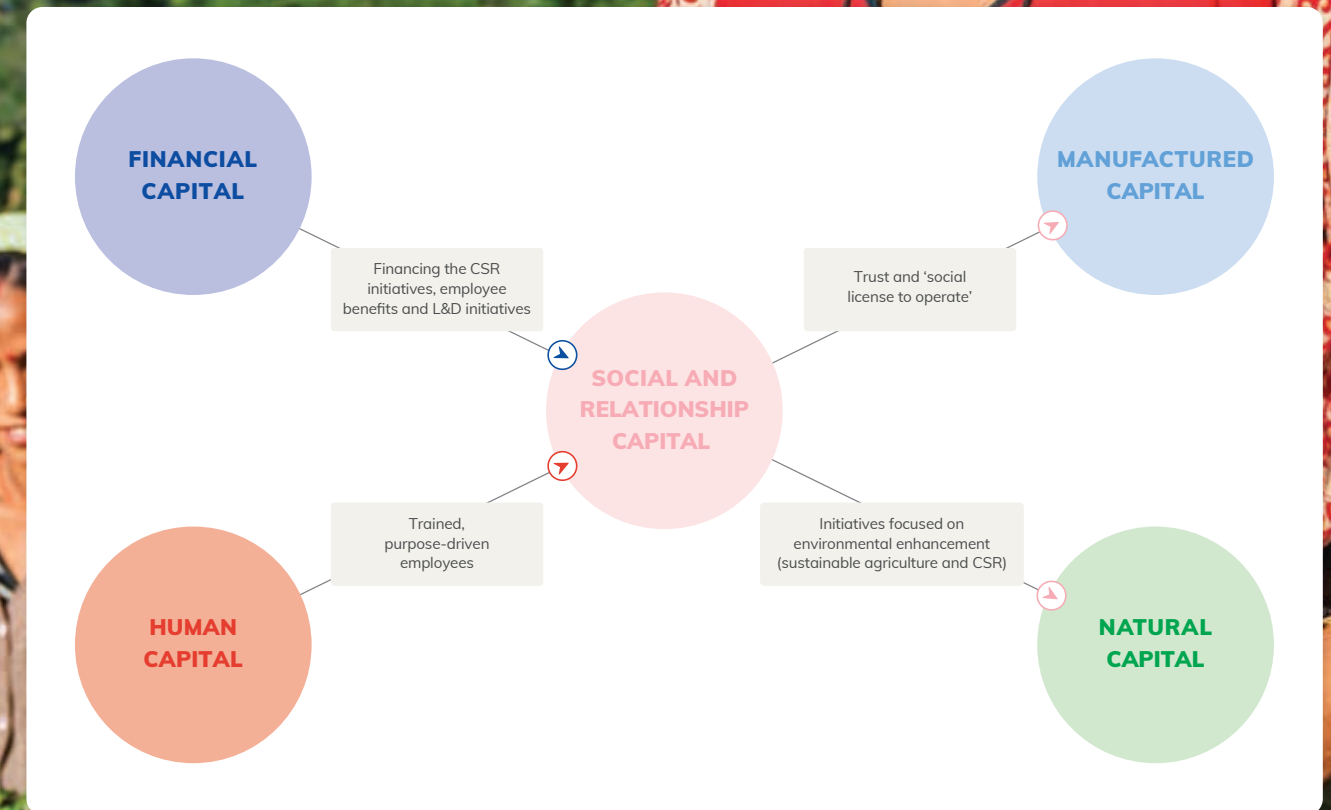 FINANCIAL
CAPITAL
MANUFACTURED
CAPITAL
Financing the CSR
initiatives, employee
benefits and L&D initiatives
Trust and ‘social
license to operate’
SOCIAL AND
RELATIONSHIP
CAPITAL
Trained,
purpose-driven
employees
Initiatives focused on
environmental enhancement
(sustainable agriculture and CSR)
HUMAN
CAPITAL
NATURAL
CAPITAL